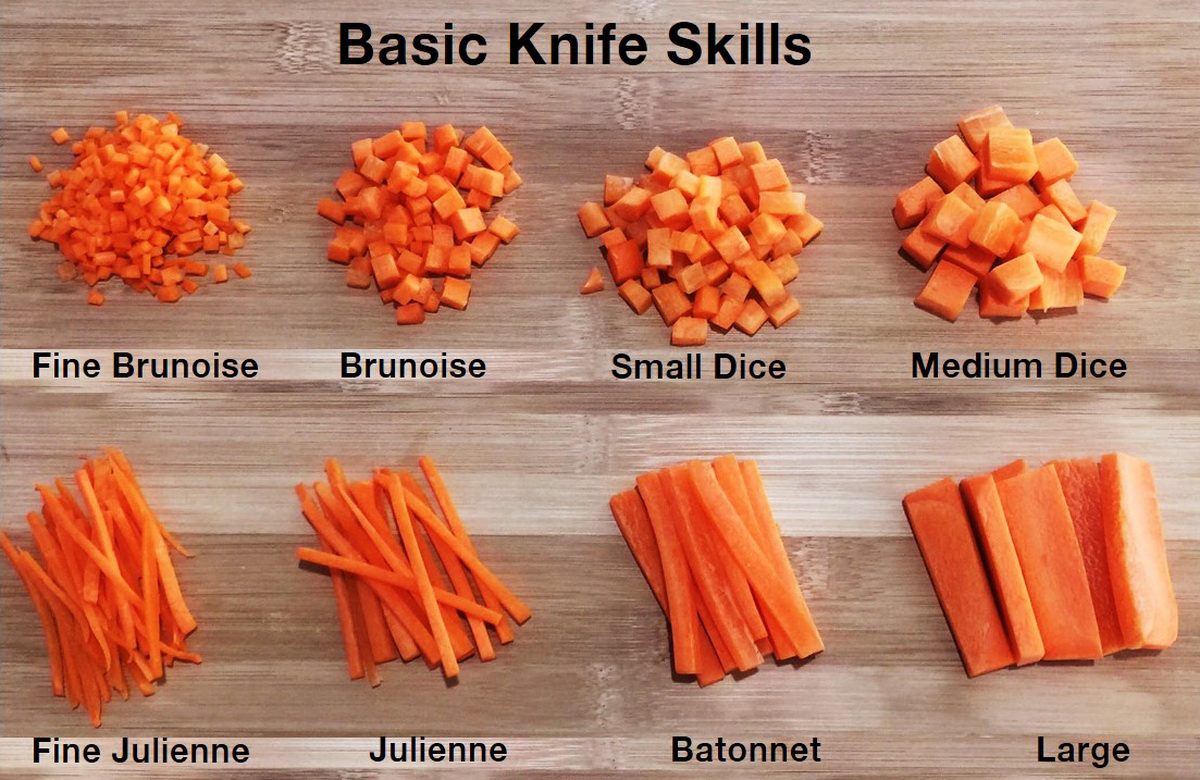 Basic Knife Skills
Fine Brunoise
Brunoise
Small Dice
Medium Dice
Fine Julienne
Julienne
Batonnet
Large